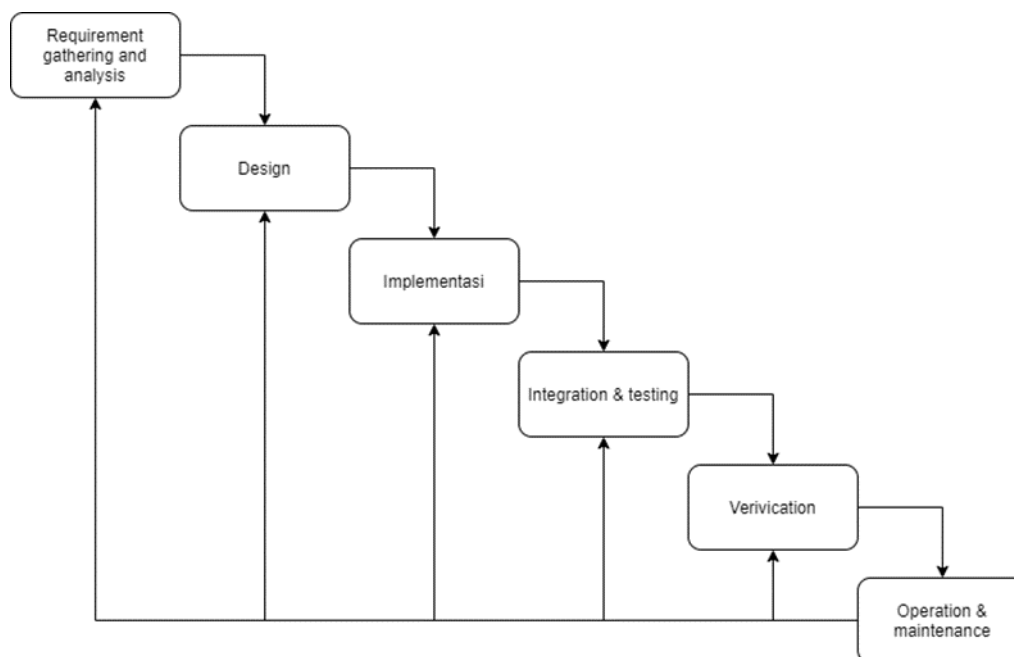 Requirement
gathering and
analysis
Design
Implementasi
Integration & testing
Verivication
Operation &
maintenance